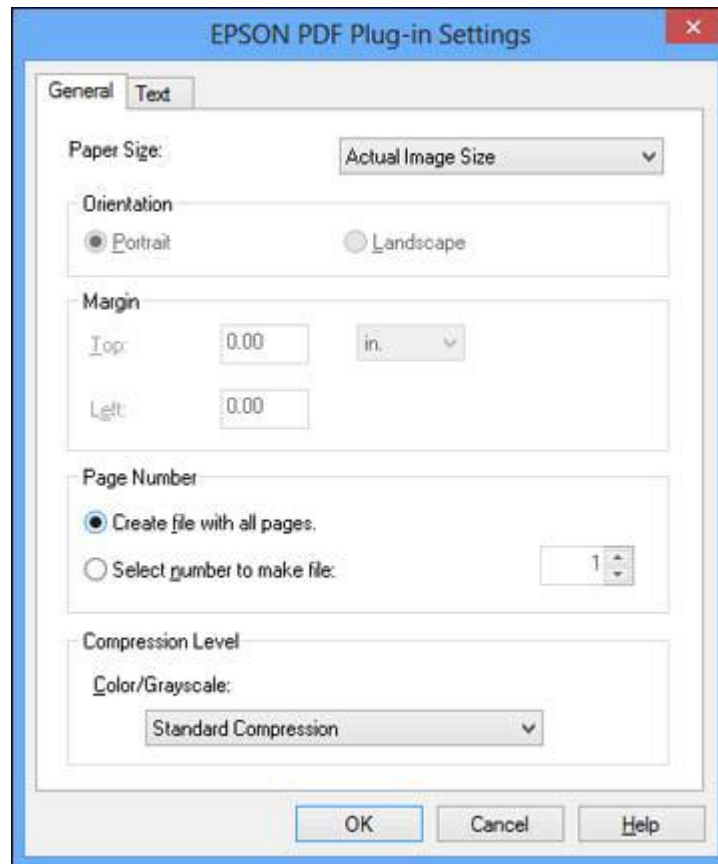 EPSON PDF Plug-in Settings
General Text
Paper Size: Actual Image Size
Orientation
Portrait Landscape
Margin
Top: 0.00 in.
Left: 0.00
Page Number
Create file with all pages.
Select number to make file: 1
Compression Level
Color/Grayscale:
Standard Compression
OK Cancel Help